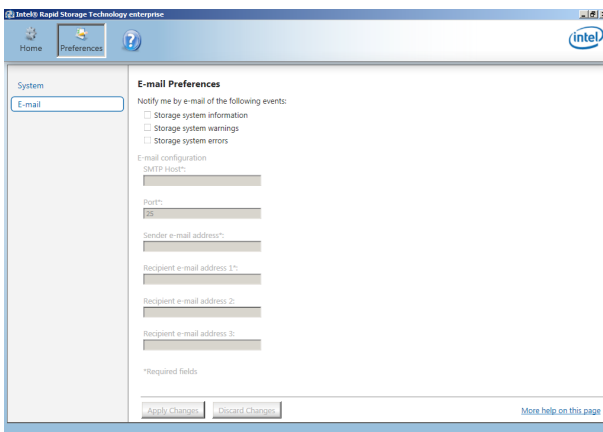 Intel® Rapid Storage Technology enterprise
Home
Preferences
?
intel
System
E-mail
E-mail Preferences
Notify me by e-mail of the following events:
Storage system information
Storage system warnings
Storage system errors
E-mail configuration
SMTP Host*:
Port*:
25
Sender e-mail address*:
Recipient e-mail address 1*:
Recipient e-mail address 2:
Recipient e-mail address 3:
*Required fields
Apply Changes
Discard Changes
More help on this page